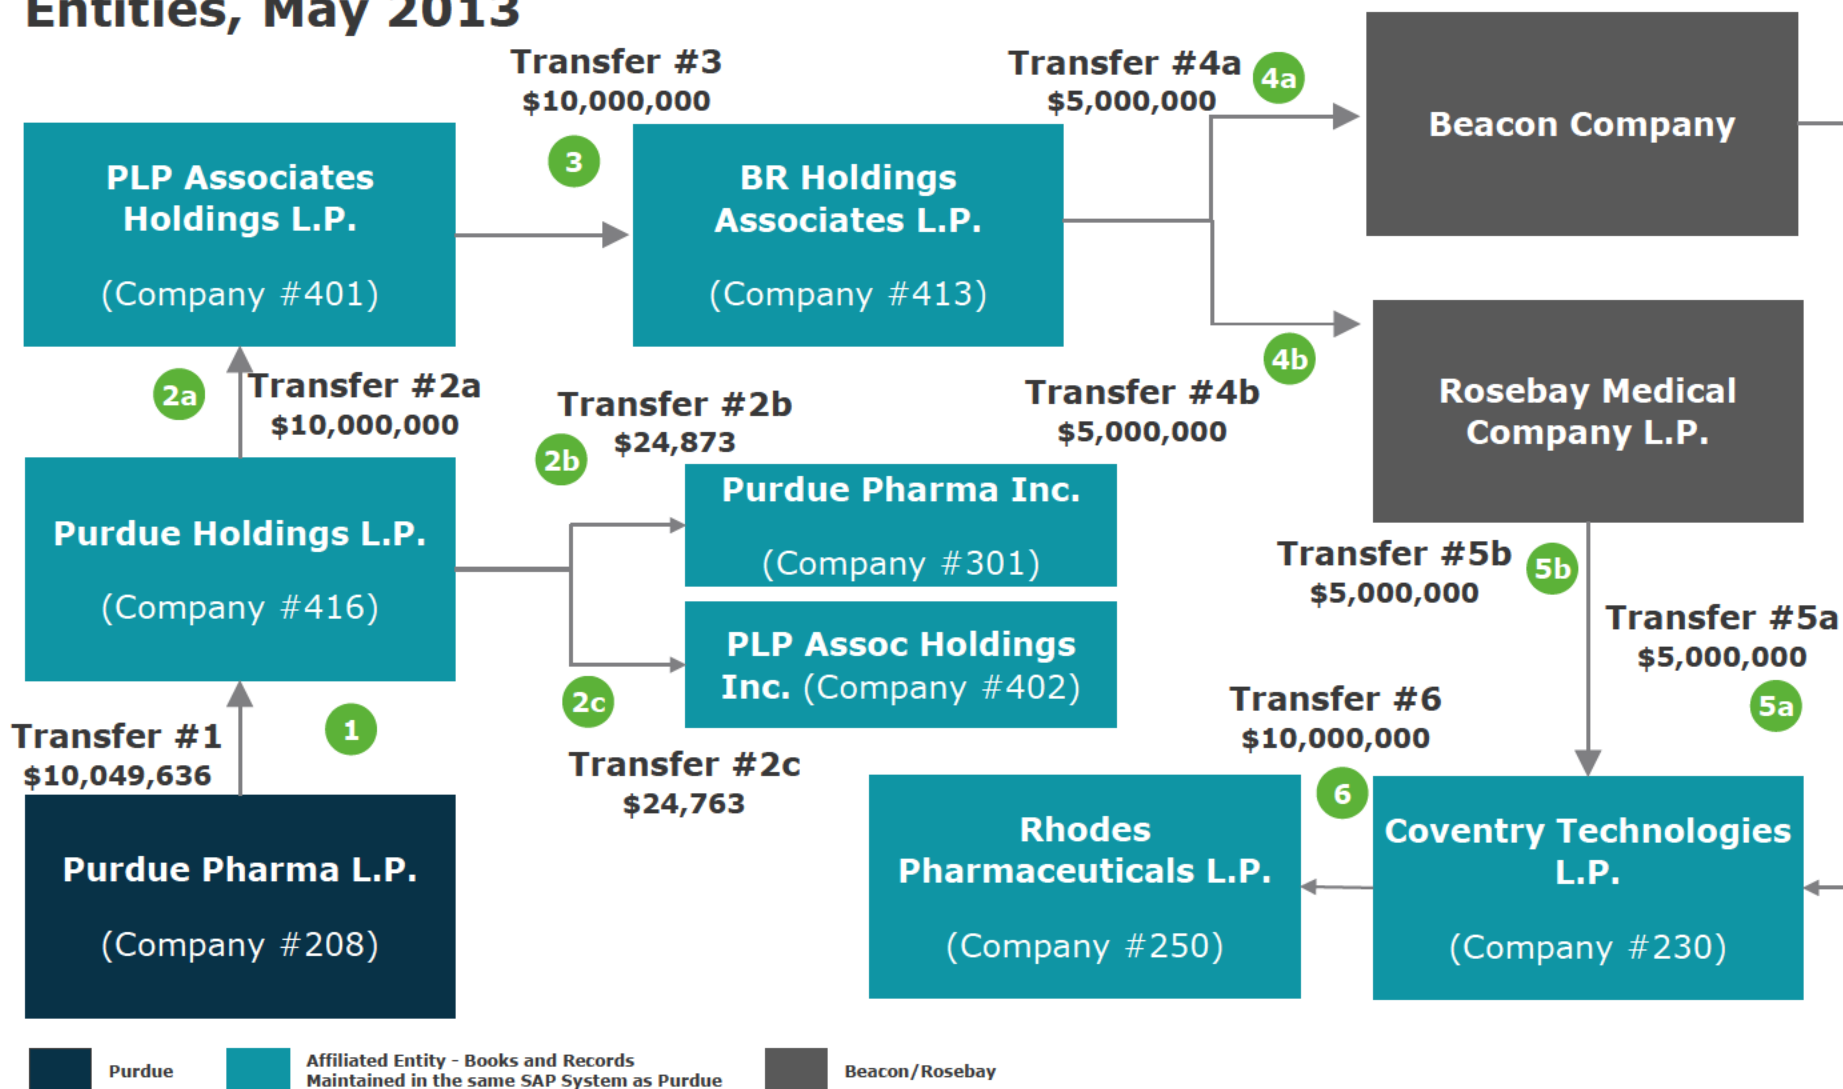 Entities, May 2013
Transfer #3
$10,000,000
3
Transfer #4a
$5,000,000
4a
Beacon Company
PLP Associates
Holdings L.P.
(Company #401)
BR Holdings
Associates L.P.
(Company #413)
2a
Transfer #2a
$10,000,000
Transfer #2b
$24,873
2b
Transfer #4b
$5,000,000
4b
Rosebay Medical
Company L.P.
Purdue Holdings L.P.
(Company #416)
Purdue Pharma Inc.
(Company #301)
PLP Assoc Holdings
Inc. (Company #402)
2c
Transfer #2c
$24,763
Transfer #5b
$5,000,000
5b
Transfer #5a
$5,000,000
5a
Transfer #1
$10,049,636
1
Transfer #6
$10,000,000
6
Purdue Pharma L.P.
(Company #208)
Rhodes
Pharmaceuticals L.P.
(Company #250)
Coventry Technologies
L.P.
(Company #230)
Purdue
Affiliated Entity - Books and Records
Maintained in the same SAP System as Purdue
Beacon/Rosebay